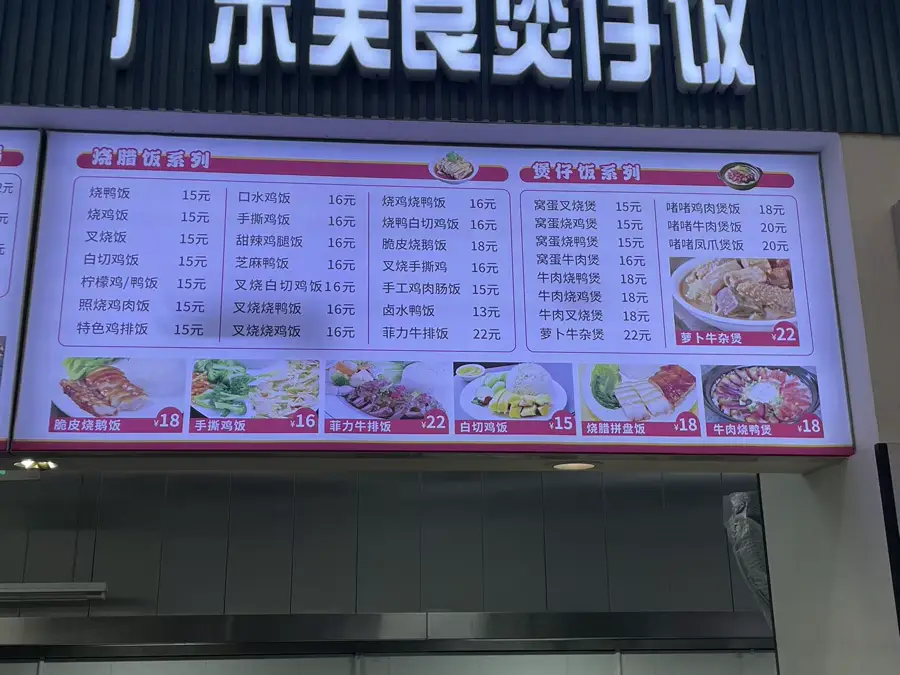 广东美食煲仔饭
烧腊饭系列
烧鸭饭 15元
烧鸡饭 15元
叉烧饭 15元
白切鸡饭 15元
柠檬鸡/鸭饭 15元
照烧鸡肉饭 15元
特色鸡排饭 15元
口水鸡饭 16元
手撕鸡饭 16元
甜辣鸡腿饭 16元
芝麻鸭饭 16元
叉烧白切鸡饭16元
叉烧烧鸭饭 16元
叉烧烧鸡饭 16元
烧鸡烧鸭饭 16元
烧鸭白切鸡饭 16元
脆皮烧鹅饭 18元
叉烧手撕鸡 16元
手工鸡肉肠饭 15元
卤水鸭饭 13元
菲力牛排饭 22元
煲仔饭系列
窝蛋叉烧煲 15元
窝蛋烧鸡煲 15元
窝蛋烧鸭煲 15元
窝蛋牛肉煲 16元
牛肉烧鸭煲 18元
牛肉烧鸡煲 18元
牛肉叉烧煲 18元
萝卜牛杂煲 22元
啫啫鸡肉煲饭 18元
啫啫牛肉煲饭 20元
啫啫凤爪煲饭 20元
萝卜牛杂煲 ¥22
脆皮烧鹅饭 ¥18
手撕鸡饭 ¥16
菲力牛排饭 ¥22
白切鸡饭 ¥15
烧腊拼盘饭 ¥18
牛肉烧鸭煲 ¥18